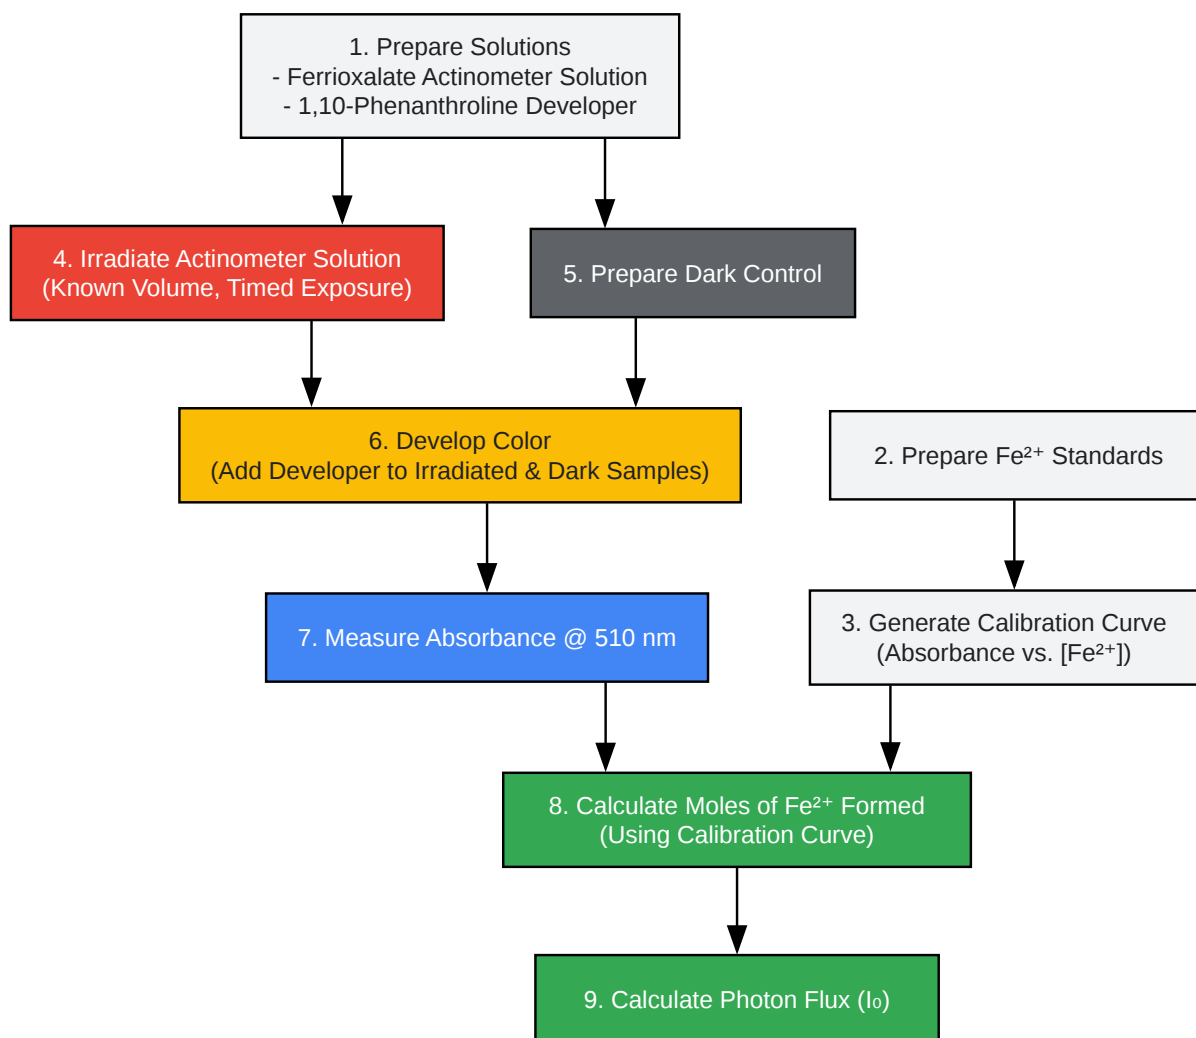 1. Prepare Solutions
- Ferrioxalate Actinometer Solution
- 1,10-Phenanthroline Developer
4. Irradiate Actinometer Solution
(Known Volume, Timed Exposure)
5. Prepare Dark Control
6. Develop Color
(Add Developer to Irradiated & Dark Samples)
2. Prepare Fe²⁺ Standards
7. Measure Absorbance @ 510 nm
3. Generate Calibration Curve
(Absorbance vs. [Fe²⁺])
8. Calculate Moles of Fe²⁺ Formed
(Using Calibration Curve)
9. Calculate Photon Flux (I₀)